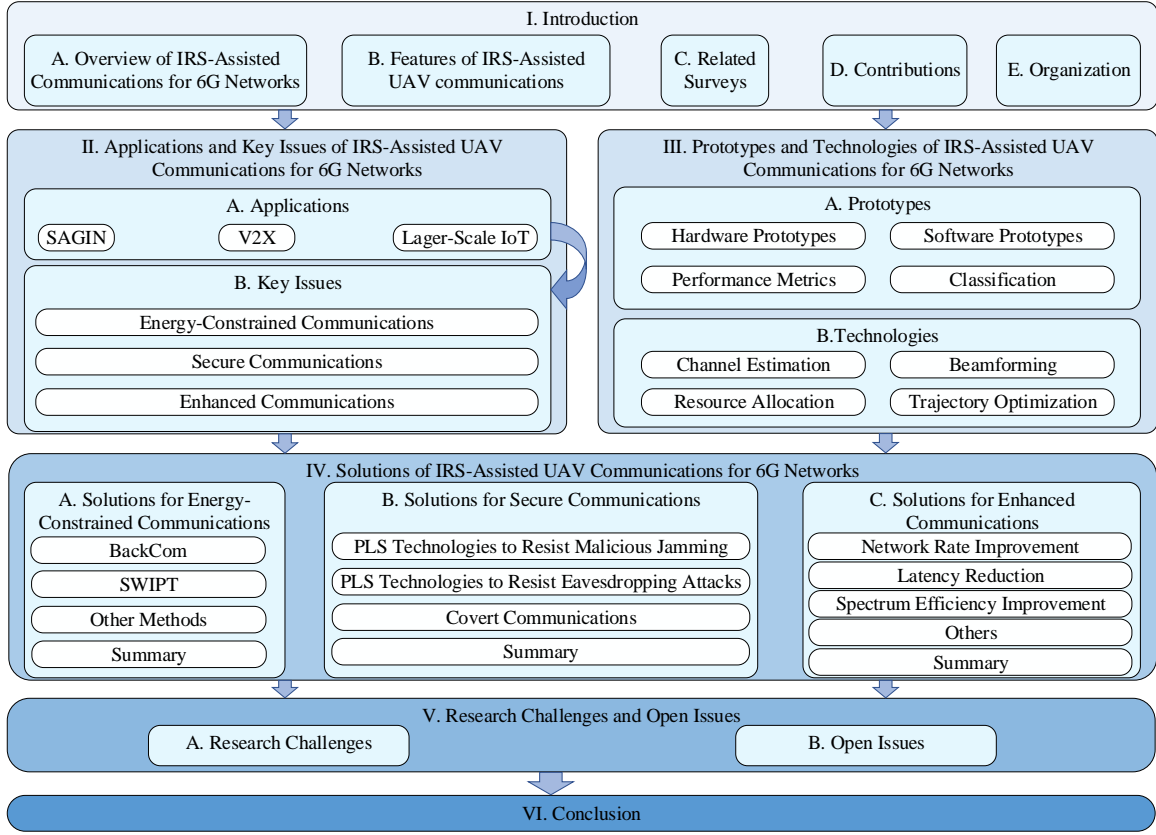 I. Introduction
A. Overview of IRS-Assisted
Communications for 6G Networks
B. Features of IRS-Assisted
UAV communications
C. Related
Surveys
D. Contributions
E. Organization
II. Applications and Key Issues of IRS-Assisted UAV
Communications for 6G Networks
A. Applications
SAGIN
V2X
Lager-Scale IoT
B. Key Issues
Energy-Constrained Communications
Secure Communications
Enhanced Communications
III. Prototypes and Technologies of IRS-Assisted UAV
Communications for 6G Networks
A. Prototypes
Hardware Prototypes
Software Prototypes
Performance Metrics
Classification
B.Technologies
Channel Estimation
Beamforming
Resource Allocation
Trajectory Optimization
IV. Solutions of IRS-Assisted UAV Communications for 6G Networks
A. Solutions for Energy-
Constrained Communications
BackCom
SWIPT
Other Methods
Summary
B. Solutions for Secure Communications
PLS Technologies to Resist Malicious Jamming
PLS Technologies to Resist Eavesdropping Attacks
Covert Communications
Summary
C. Solutions for Enhanced
Communications
Network Rate Improvement
Latency Reduction
Spectrum Efficiency Improvement
Others
Summary
V. Research Challenges and Open Issues
A. Research Challenges
B. Open Issues
VI. Conclusion